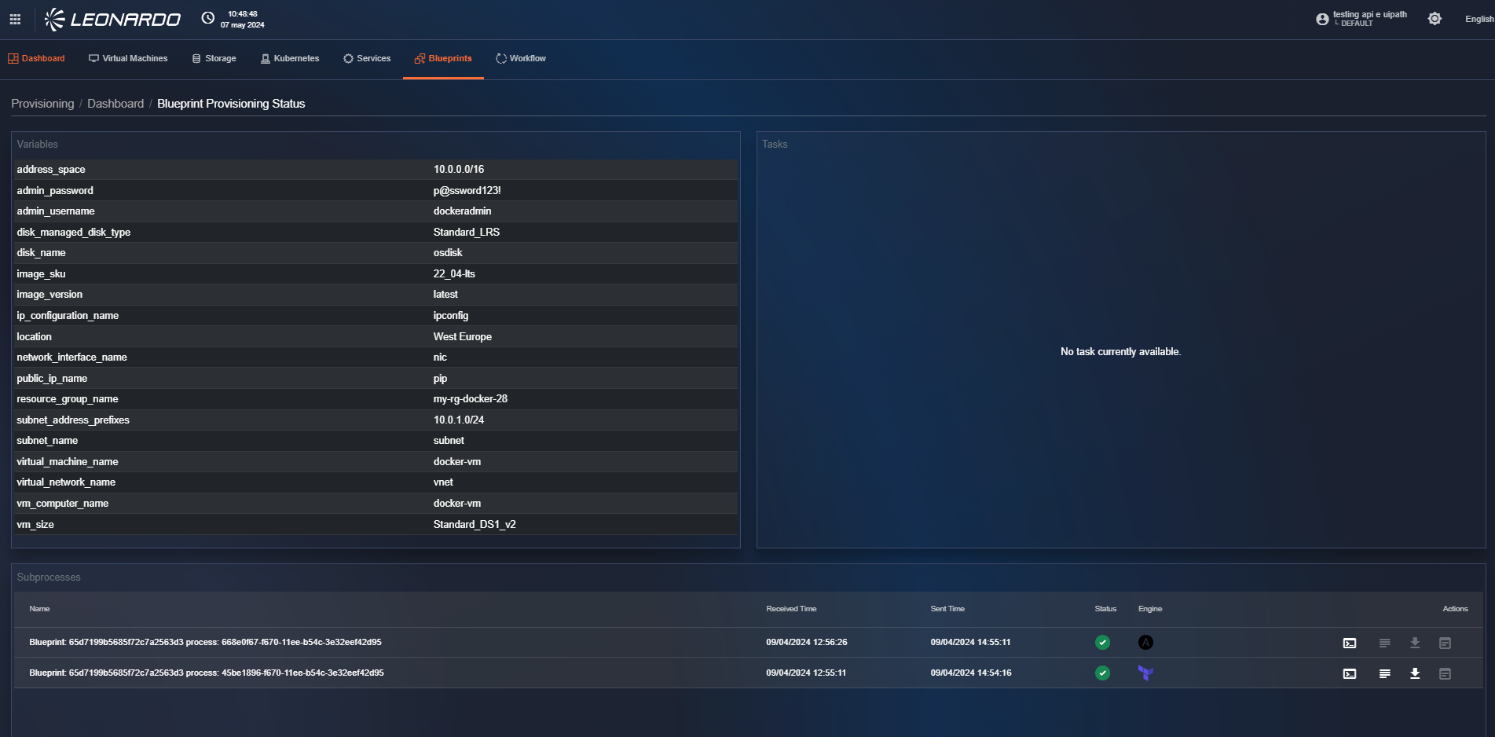 LEONARDO
10:48:48
07 may 2024
testing api e uipath
└ DEFAULT
English
Dashboard Virtual Machines Storage Kubernetes Services Blueprints Workflow
Provisioning / Dashboard / Blueprint Provisioning Status
Variables
address_space 10.0.0.0/16
admin_password p@ssword123!
admin_username dockeradmin
disk_managed_disk_type Standard_LRS
disk_name osdisk
image_sku 22_04-lts
image_version latest
ip_configuration_name ipconfig
location West Europe
network_interface_name nic
public_ip_name pip
resource_group_name my-rg-docker-28
subnet_address_prefixes 10.0.1.0/24
subnet_name subnet
virtual_machine_name docker-vm
virtual_network_name vnet
vm_computer_name docker-vm
vm_size Standard_DS1_v2
Tasks
No task currently available.
Subprocesses
Name Received Time Sent Time Status Engine Actions
Blueprint: 65d7199b5685f72c7a2563d3 process: 668e0f67-f670-11ee-b54c-3e32eef42d95 09/04/2024 12:56:26 09/04/2024 14:55:11
Blueprint: 65d7199b5685f72c7a2563d3 process: 45be1896-f670-11ee-b54c-3e32eef42d95 09/04/2024 12:55:11 09/04/2024 14:54:16